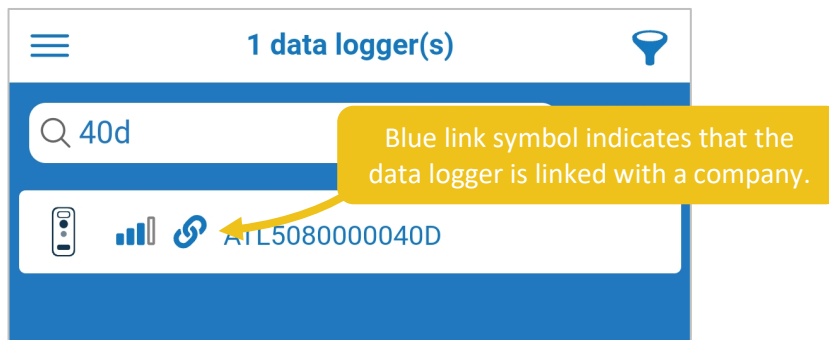 1 data logger(s)
40d
Blue link symbol indicates that the
data logger is linked with a company.
ATL5080000040D